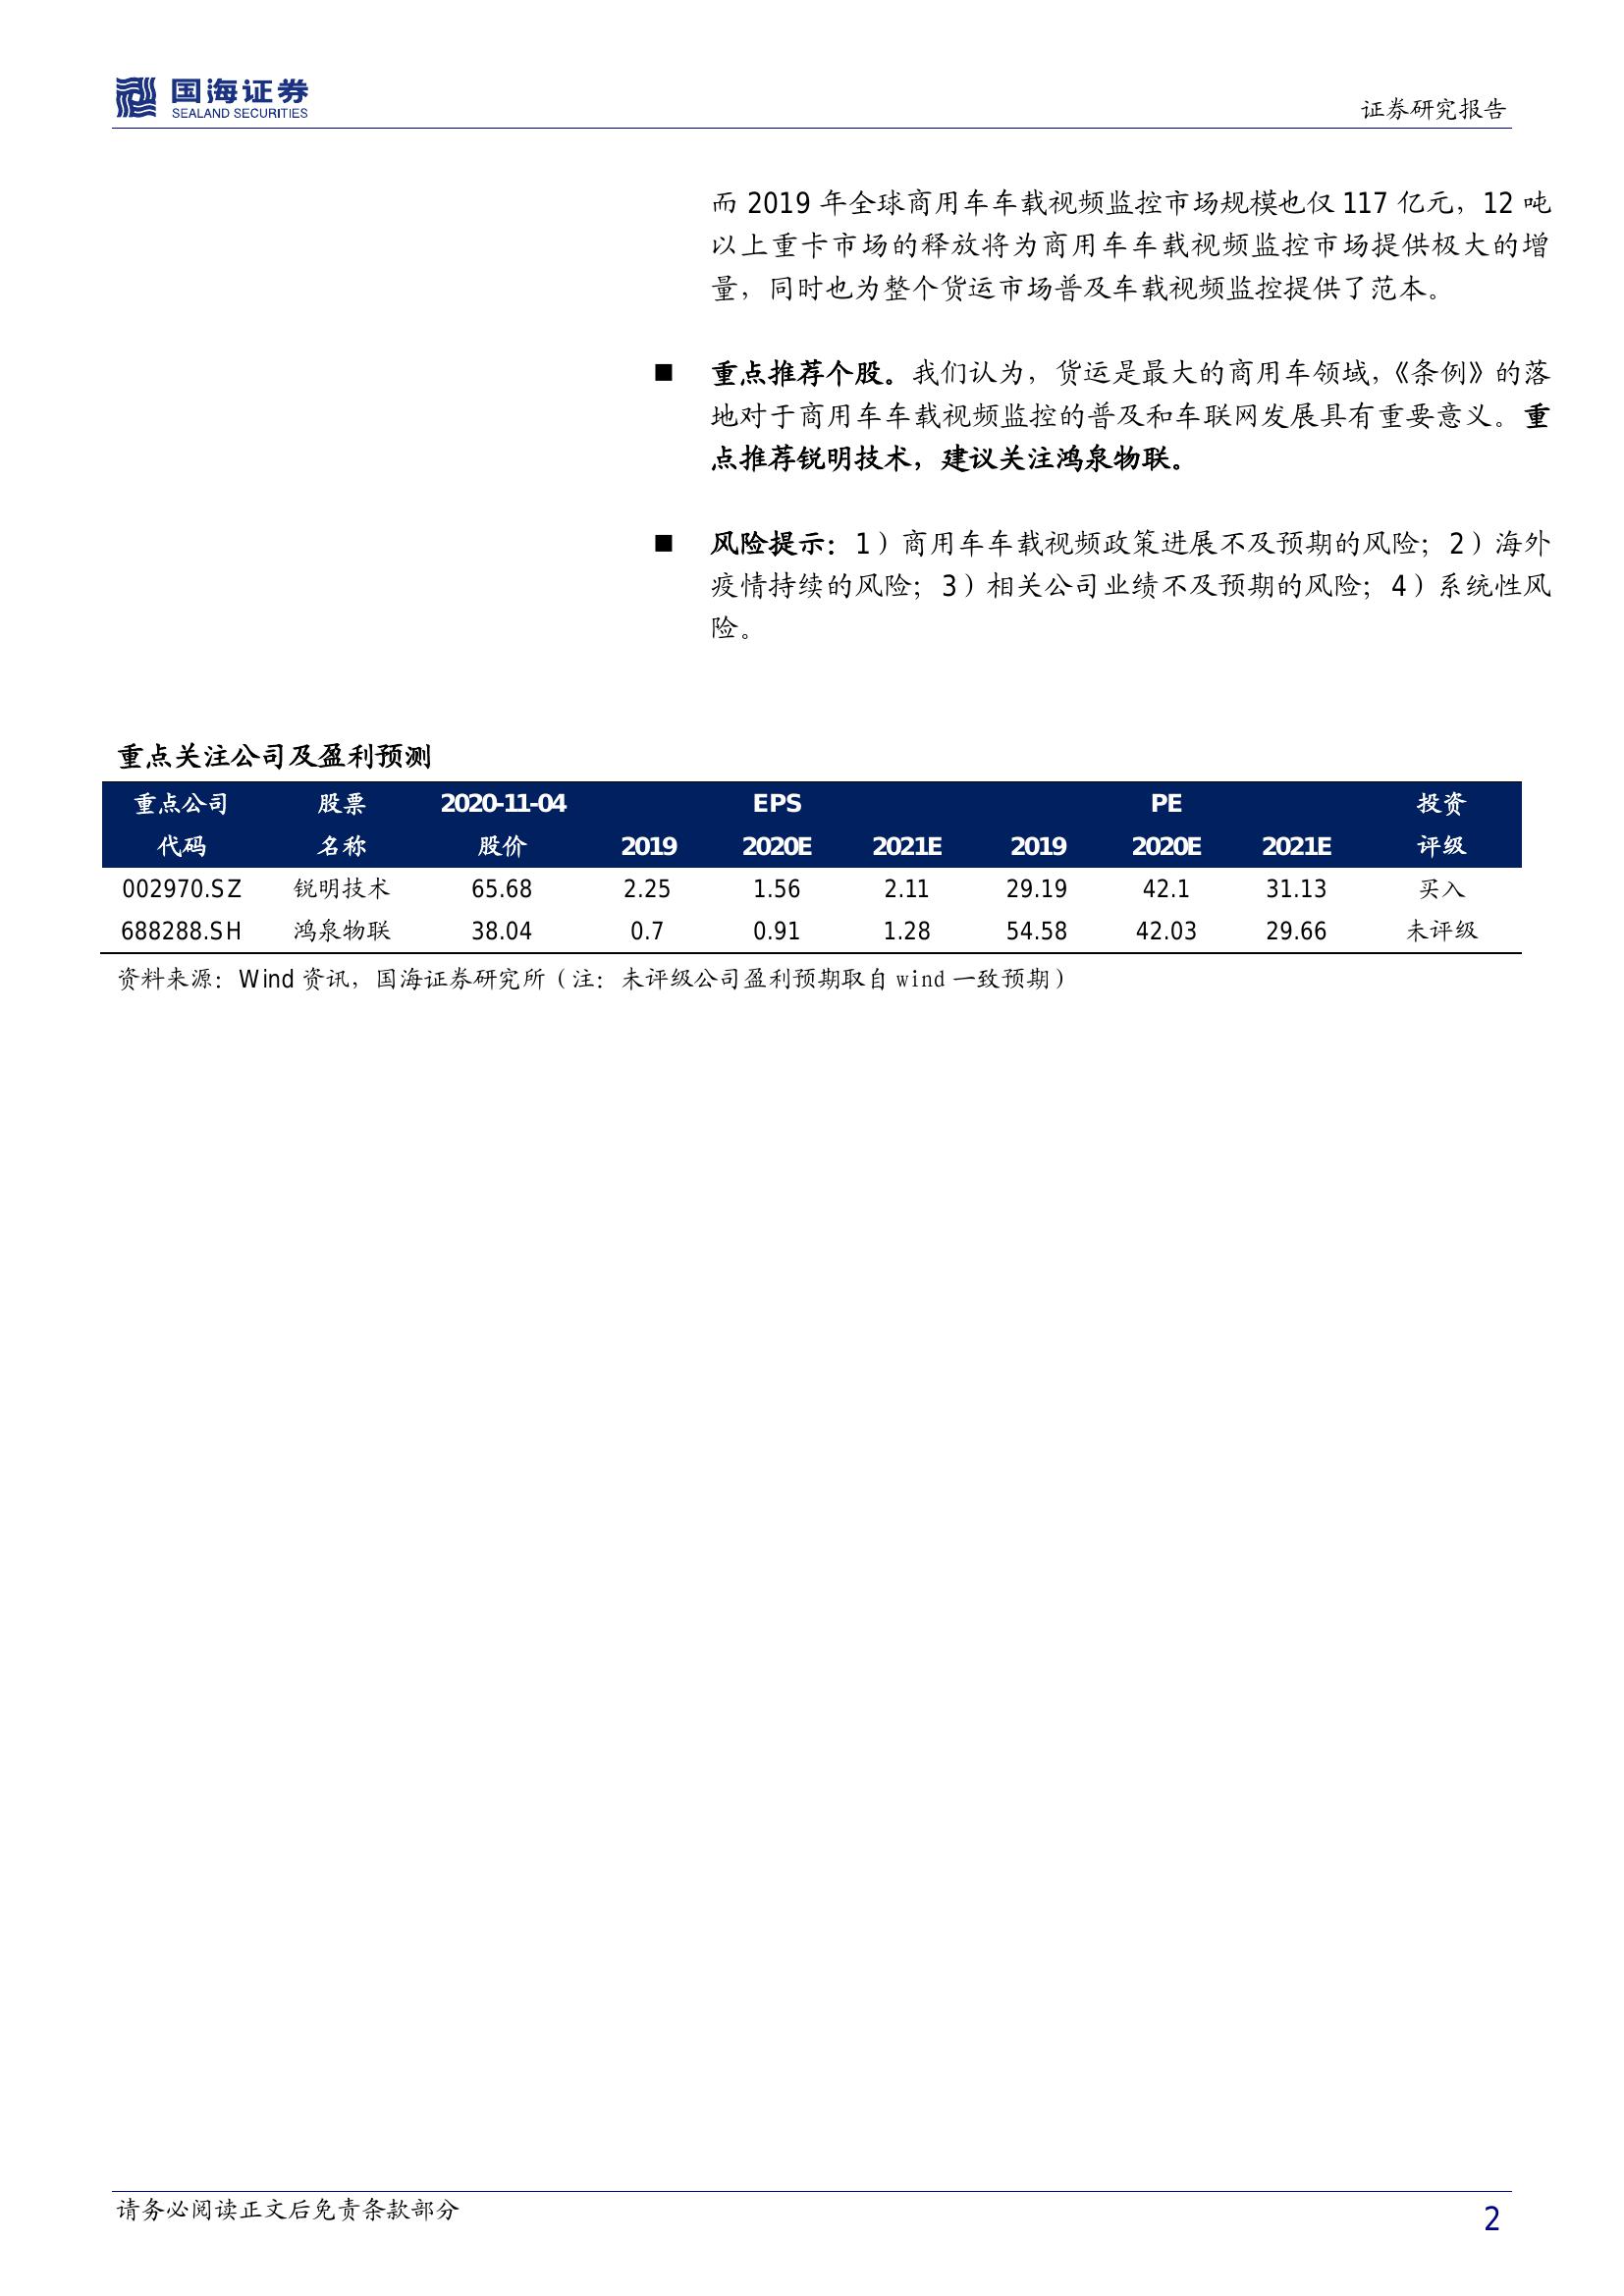 国海证券
SEALAND SECURITIES
证券研究报告
而 2019 年全球商用车车载视频监控市场规模也仅 117 亿元，12 吨
以上重卡市场的释放将为商用车车载视频监控市场提供极大的增
量，同时也为整个货运市场普及车载视频监控提供了范本。
■ 重点推荐个股。我们认为，货运是最大的商用车领域，《条例》的落
地对于商用车车载视频监控的普及和车联网发展具有重要意义。重
点推荐锐明技术，建议关注鸿泉物联。
■ 风险提示：1）商用车车载视频政策进展不及预期的风险；2）海外
疫情持续的风险；3）相关公司业绩不及预期的风险；4）系统性风
险。
重点关注公司及盈利预测
重点公司 股票 2020-11-04 EPS PE 投资
代码 名称 股价 2019 2020E 2021E 2019 2020E 2021E 评级
002970.SZ 锐明技术 65.68 2.25 1.56 2.11 29.19 42.1 31.13 买入
688288.SH 鸿泉物联 38.04 0.7 0.91 1.28 54.58 42.03 29.66 未评级
资料来源：Wind 资讯，国海证券研究所（注：未评级公司盈利预期取自 wind 一致预期）
请务必阅读正文后免责条款部分
2